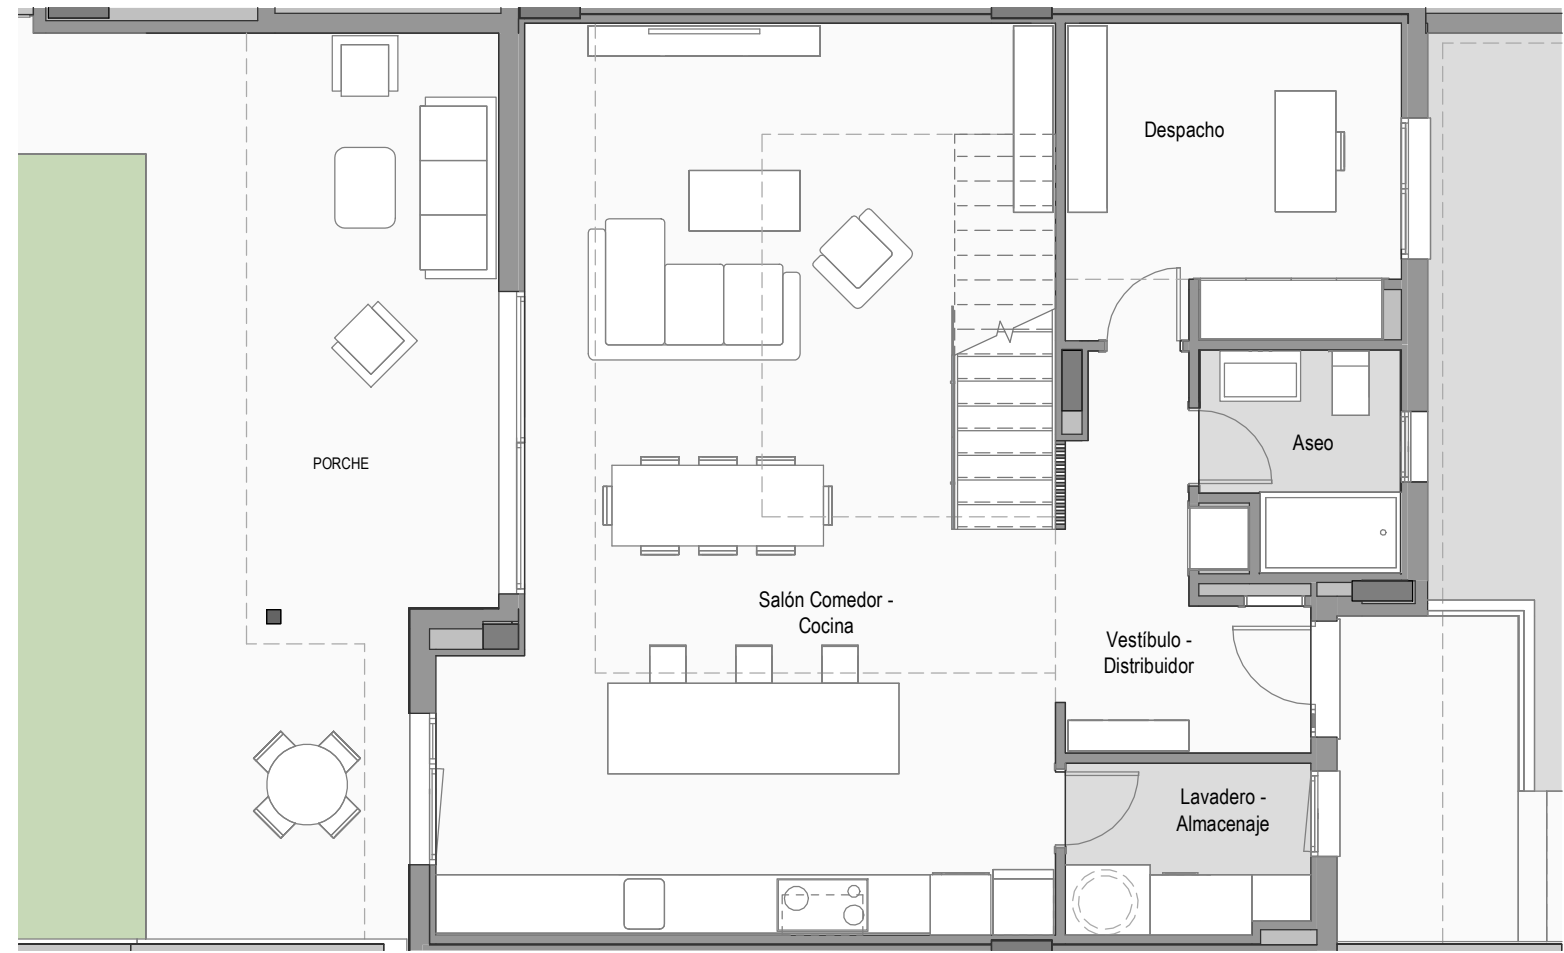 Despacho
Aseo
PORCHE
Salón Comedor -
Cocina
Vestíbulo -
Distribuidor
Lavadero -
Almacenaje